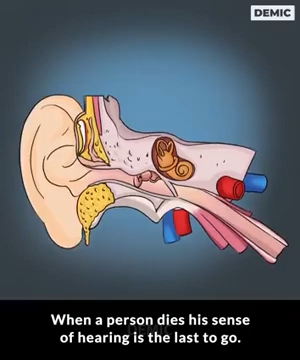 DEMIC
When a person dies his sense
of hearing is the last to go.